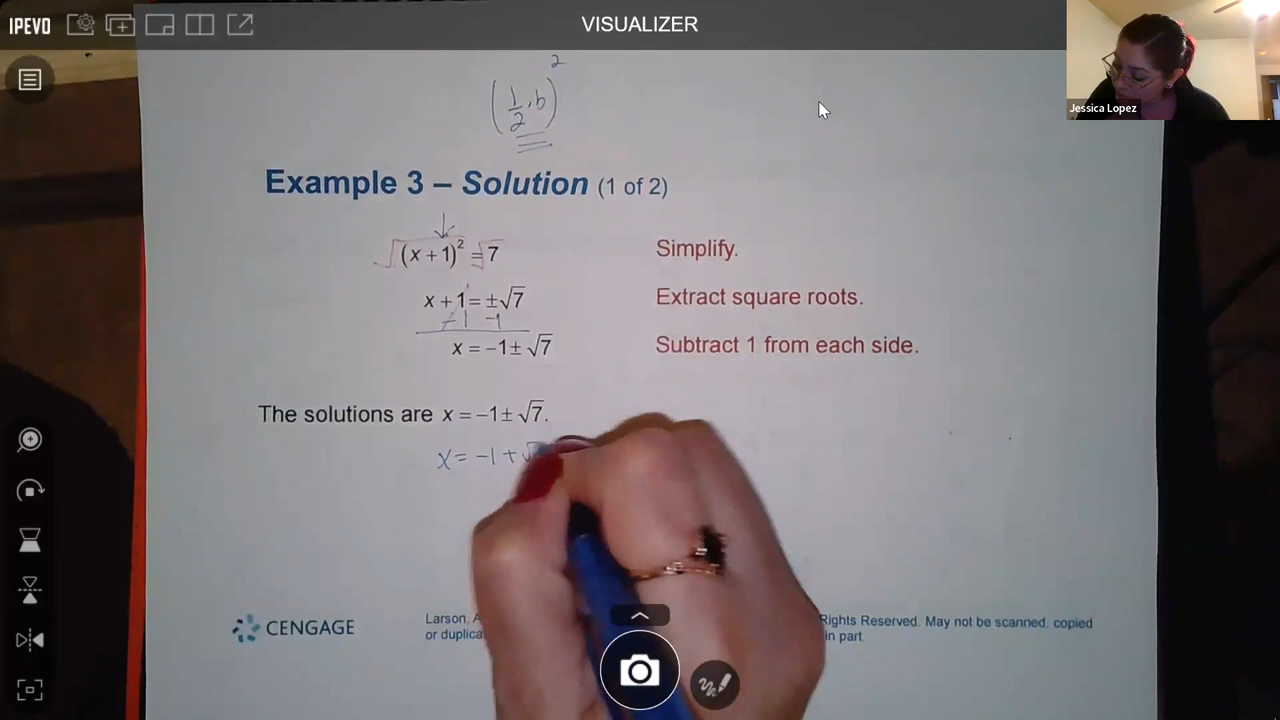 IPEVO
VISUALIZER
Jessica Lopez
(1/2 · b)²
Example 3 – Solution (1 of 2)
√(x + 1)² = √7
Simplify.
x + 1 = ±√7
Extract square roots.
−1 −1
x = −1 ± √7
Subtract 1 from each side.
The solutions are x = −1 ± √7.
x = −1 + √
CENGAGE
Larson, A
Rights Reserved. May not be scanned, copied
or duplica
in part.